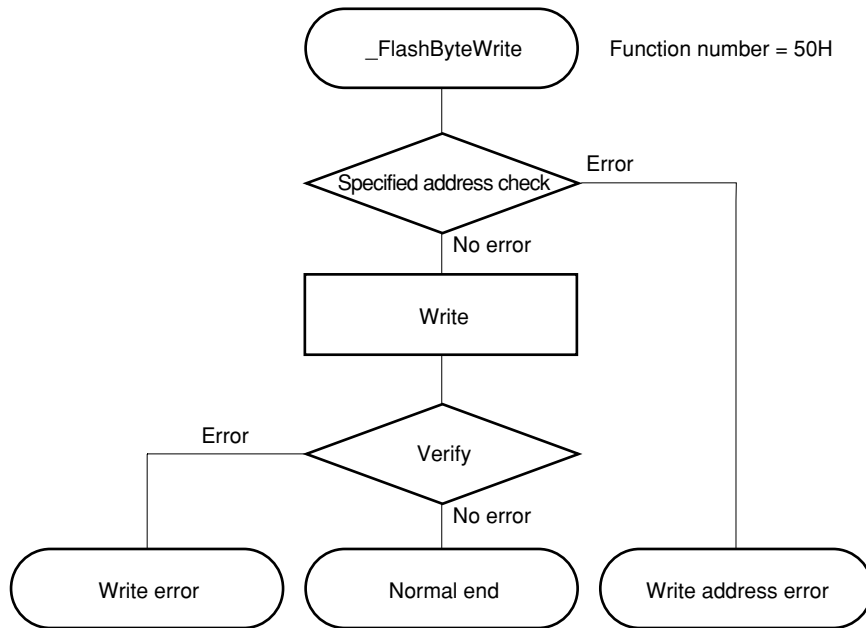 _FlashByteWrite
Function number = 50H
Specified address check
Error
No error
Write
Error
Verify
No error
Write error
Normal end
Write address error